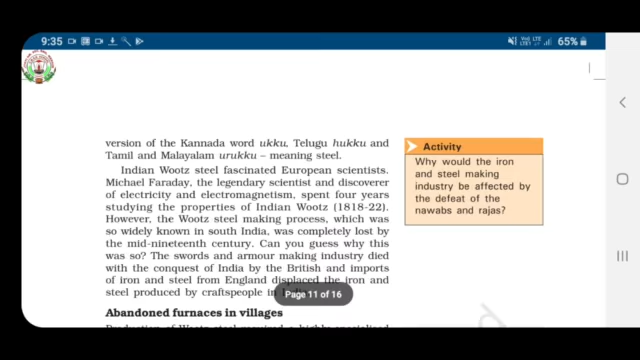 9:35
65%
version of the Kannada word ukku, Telugu hukku and
Tamil and Malayalam urukku – meaning steel.
Indian Wootz steel fascinated European scientists.
Michael Faraday, the legendary scientist and discoverer
of electricity and electromagnetism, spent four years
studying the properties of Indian Wootz (1818-22).
However, the Wootz steel making process, which was
so widely known in south India, was completely lost by
the mid-nineteenth century. Can you guess why this
was so? The swords and armour making industry died
with the conquest of India by the British and imports
of iron and steel from England displaced the iron and
steel produced by craftspeople in
Page 11 of 16
Abandoned furnaces in villages
Production of Wootz steel required a highly specialised
Activity
Why would the iron
and steel making
industry be affected by
the defeat of the
nawabs and rajas?